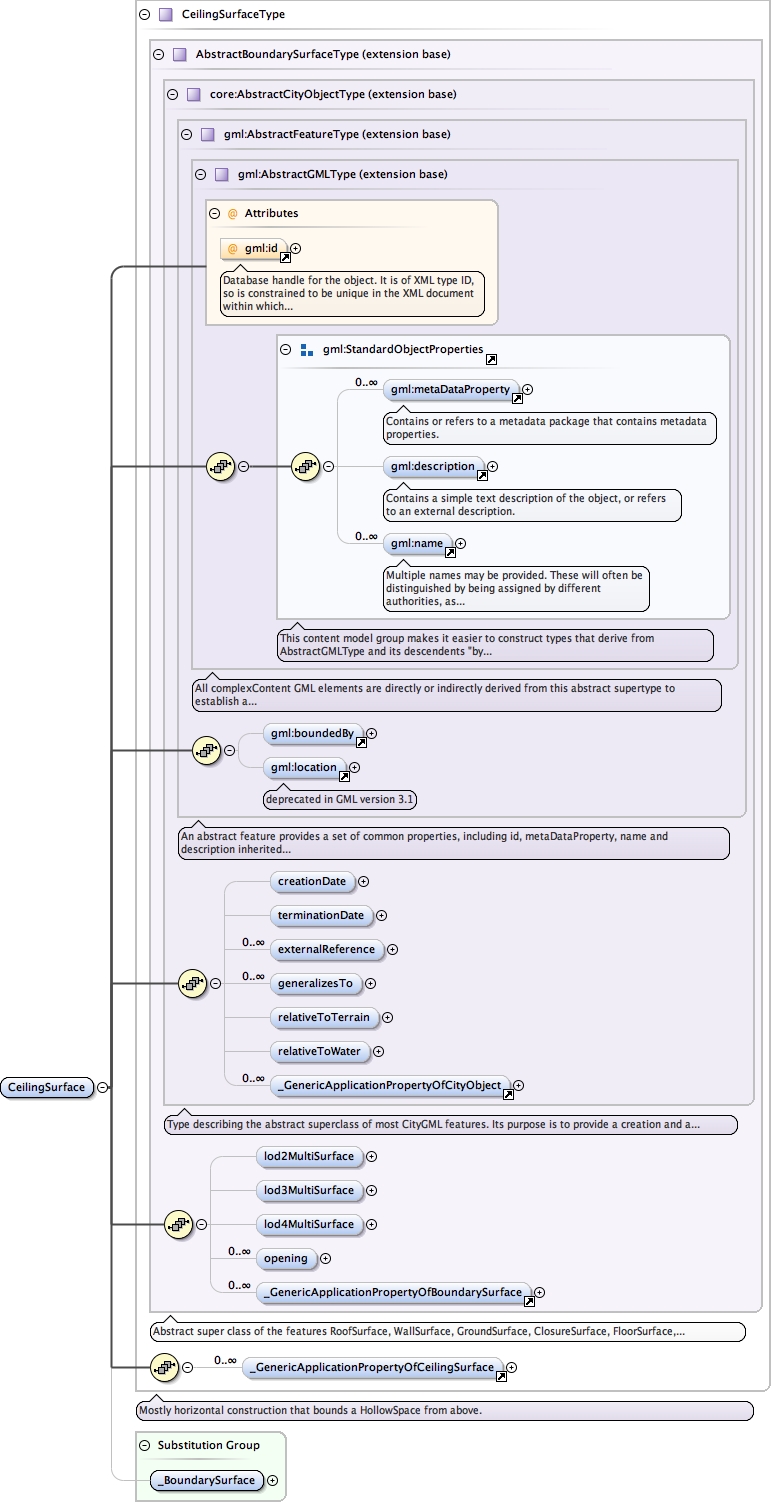 CeilingSurfaceType
AbstractBoundarySurfaceType (extension base)
core:AbstractCityObjectType (extension base)
gml:AbstractFeatureType (extension base)
gml:AbstractGMLType (extension base)
@ Attributes
@ gml:id
Database handle for the object. It is of XML type ID,
so is constrained to be unique in the XML document
within which...
gml:StandardObjectProperties
0..∞
gml:metaDataProperty
Contains or refers to a metadata package that contains metadata
properties.
gml:description
Contains a simple text description of the object, or refers
to an external description.
0..∞
gml:name
Multiple names may be provided. These will often be
distinguished by being assigned by different
authorities, as...
This content model group makes it easier to construct types that derive from
AbstractGMLType and its descendents "by...
All complexContent GML elements are directly or indirectly derived from this abstract supertype to
establish a...
gml:boundedBy
gml:location
deprecated in GML version 3.1
An abstract feature provides a set of common properties, including id, metaDataProperty, name and
description inherited...
creationDate
terminationDate
0..∞
externalReference
0..∞
generalizesTo
relativeToTerrain
relativeToWater
0..∞
_GenericApplicationPropertyOfCityObject
CeilingSurface
Type describing the abstract superclass of most CityGML features. Its purpose is to provide a creation and a...
lod2MultiSurface
lod3MultiSurface
lod4MultiSurface
0..∞
opening
0..∞
_GenericApplicationPropertyOfBoundarySurface
Abstract super class of the features RoofSurface, WallSurface, GroundSurface, ClosureSurface, FloorSurface,...
0..∞
_GenericApplicationPropertyOfCeilingSurface
Mostly horizontal construction that bounds a HollowSpace from above.
Substitution Group
_BoundarySurface